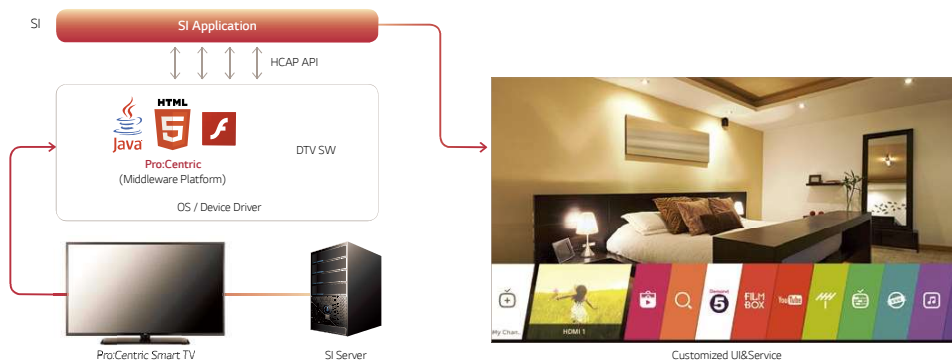 SI
SI Application
HCAP API
HTML
5
Java
Pro:Centric
(Middleware Platform)
DTV SW
OS / Device Driver
Pro:Centric Smart TV
SI Server
My Chan.
HDMI 1
Demand
5
FILM
BOX
YouTube
Customized UI&Service